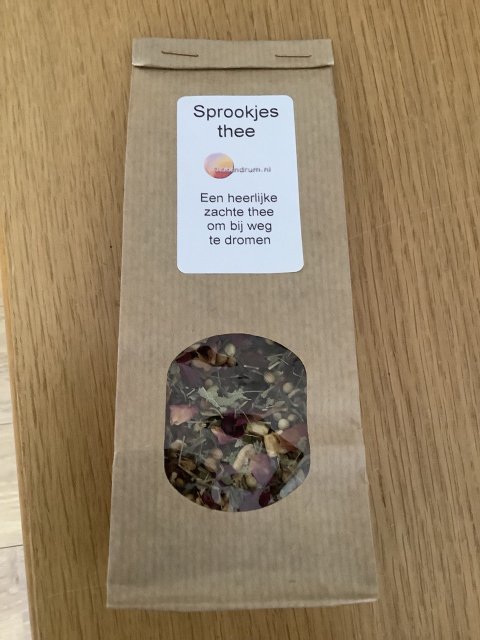 Sprookjes
thee
Een heerlijke
zachte thee
om bij weg
te dromen